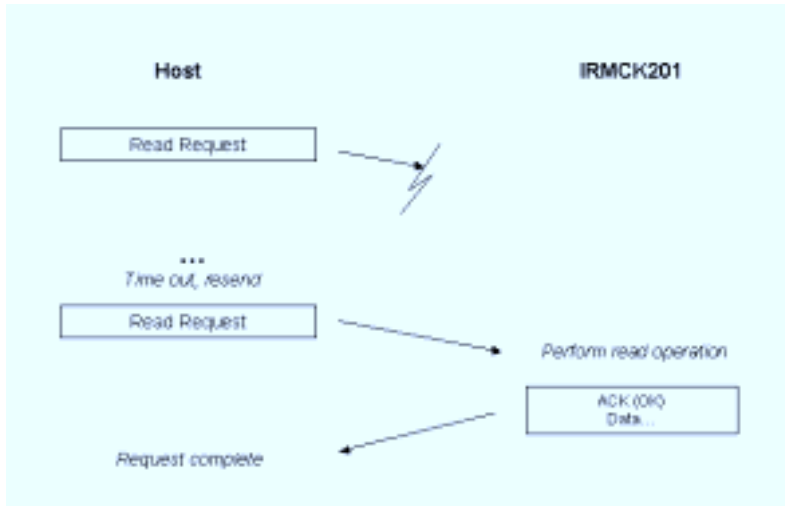 Host
IRMCK201
Read Request
...
Time out, resend
Read Request
Perform read operation
ACK (OK)
Data...
Request complete